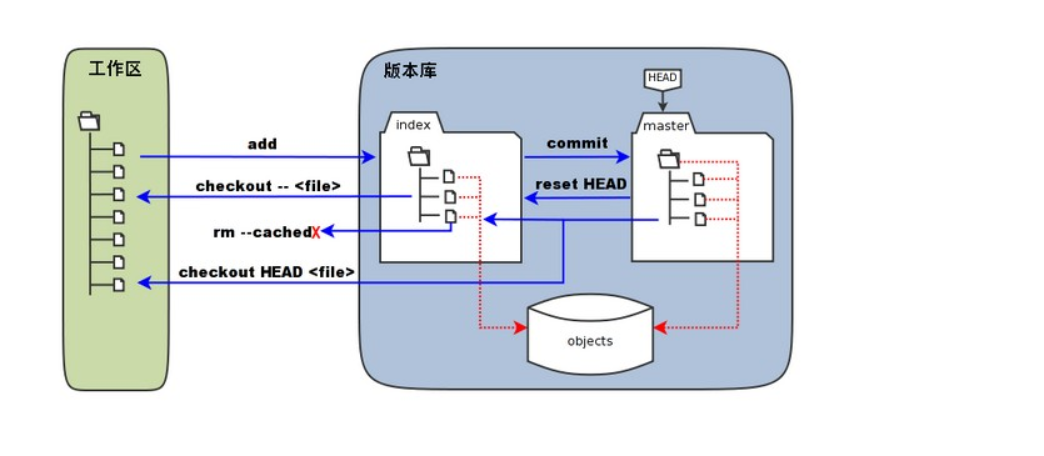 工作区
版本库
HEAD
index
master
add
commit
checkout -- <file>
reset HEAD
rm --cachedX
checkout HEAD <file>
objects